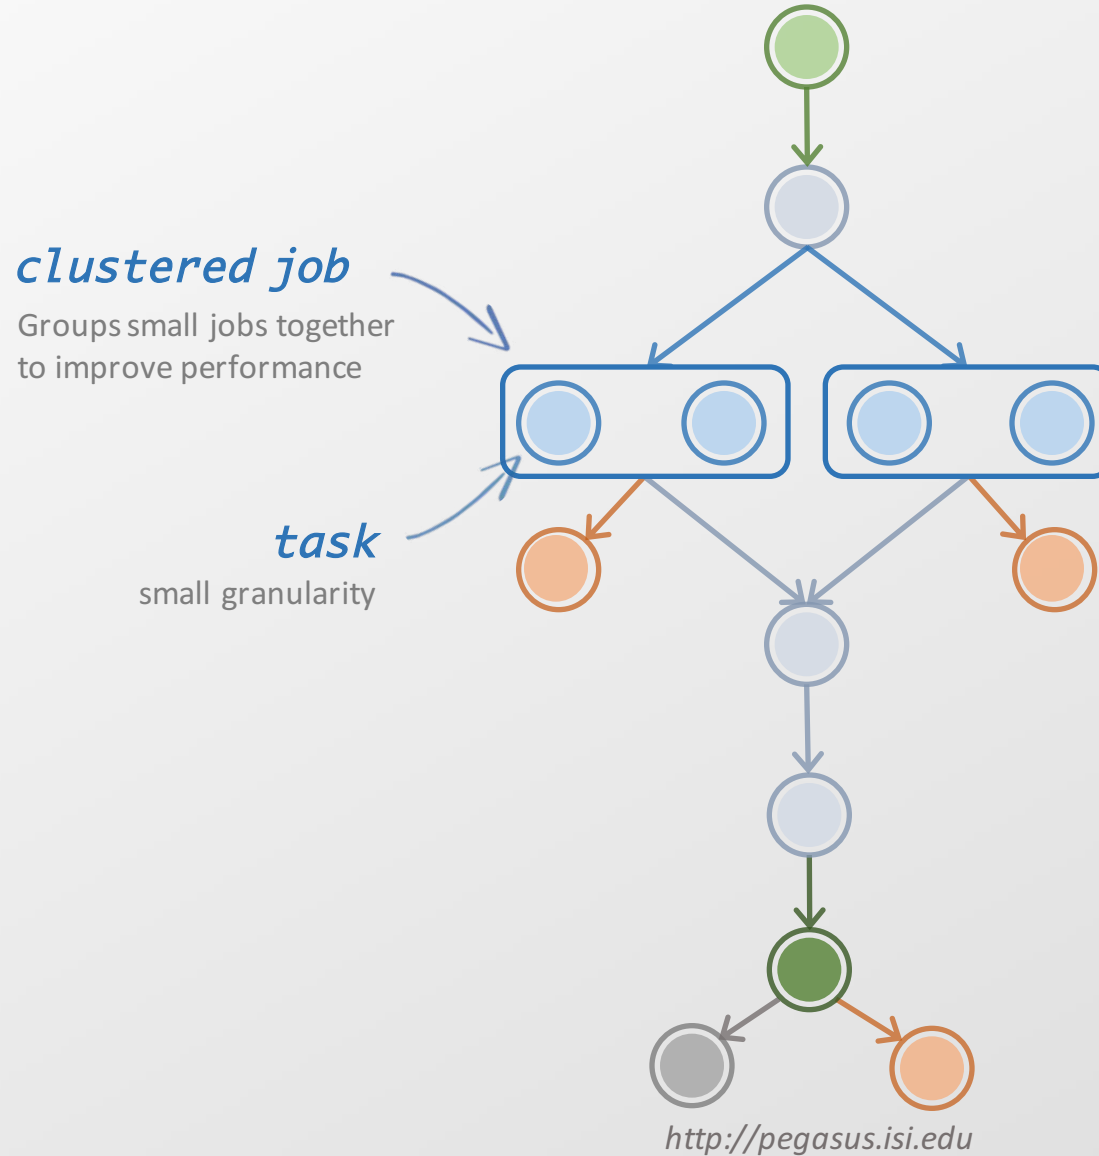 clustered job
Groups small jobs together
to improve performance
task
small granularity
http://pegasus.isi.edu